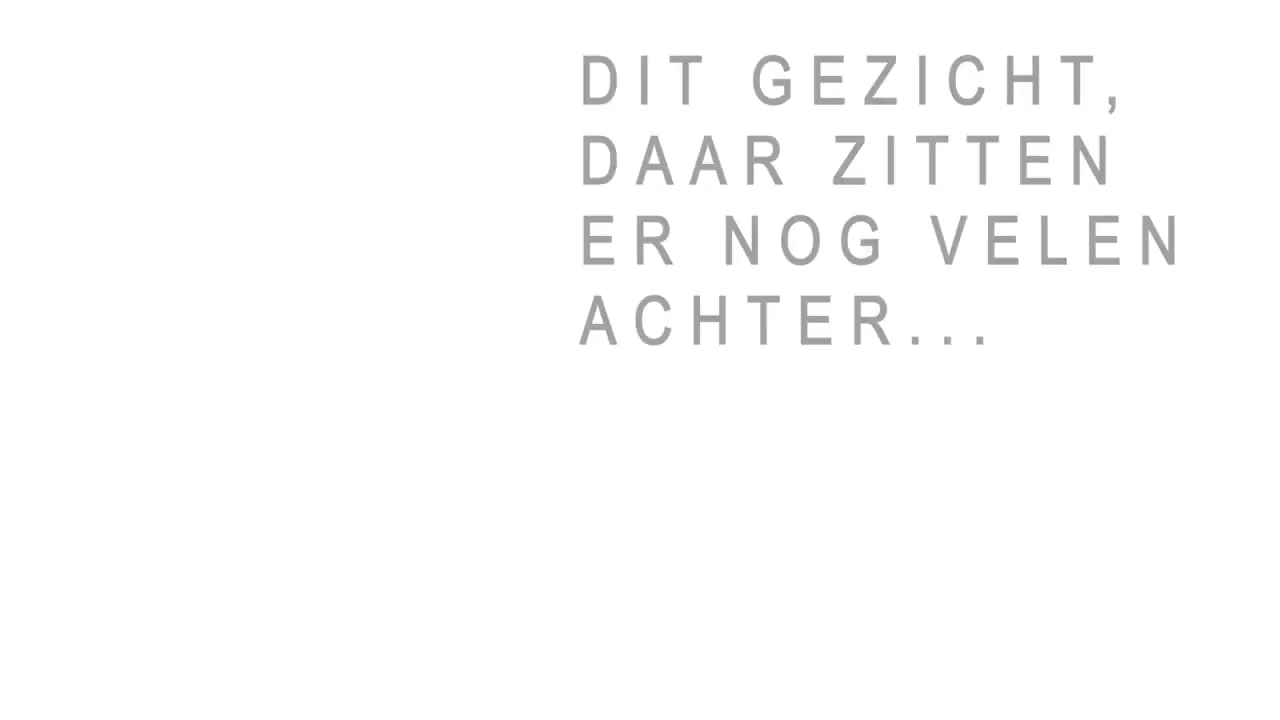 DIT GEZICHT,
DAAR ZITTEN
ER NOG VELEN
ACHTER...